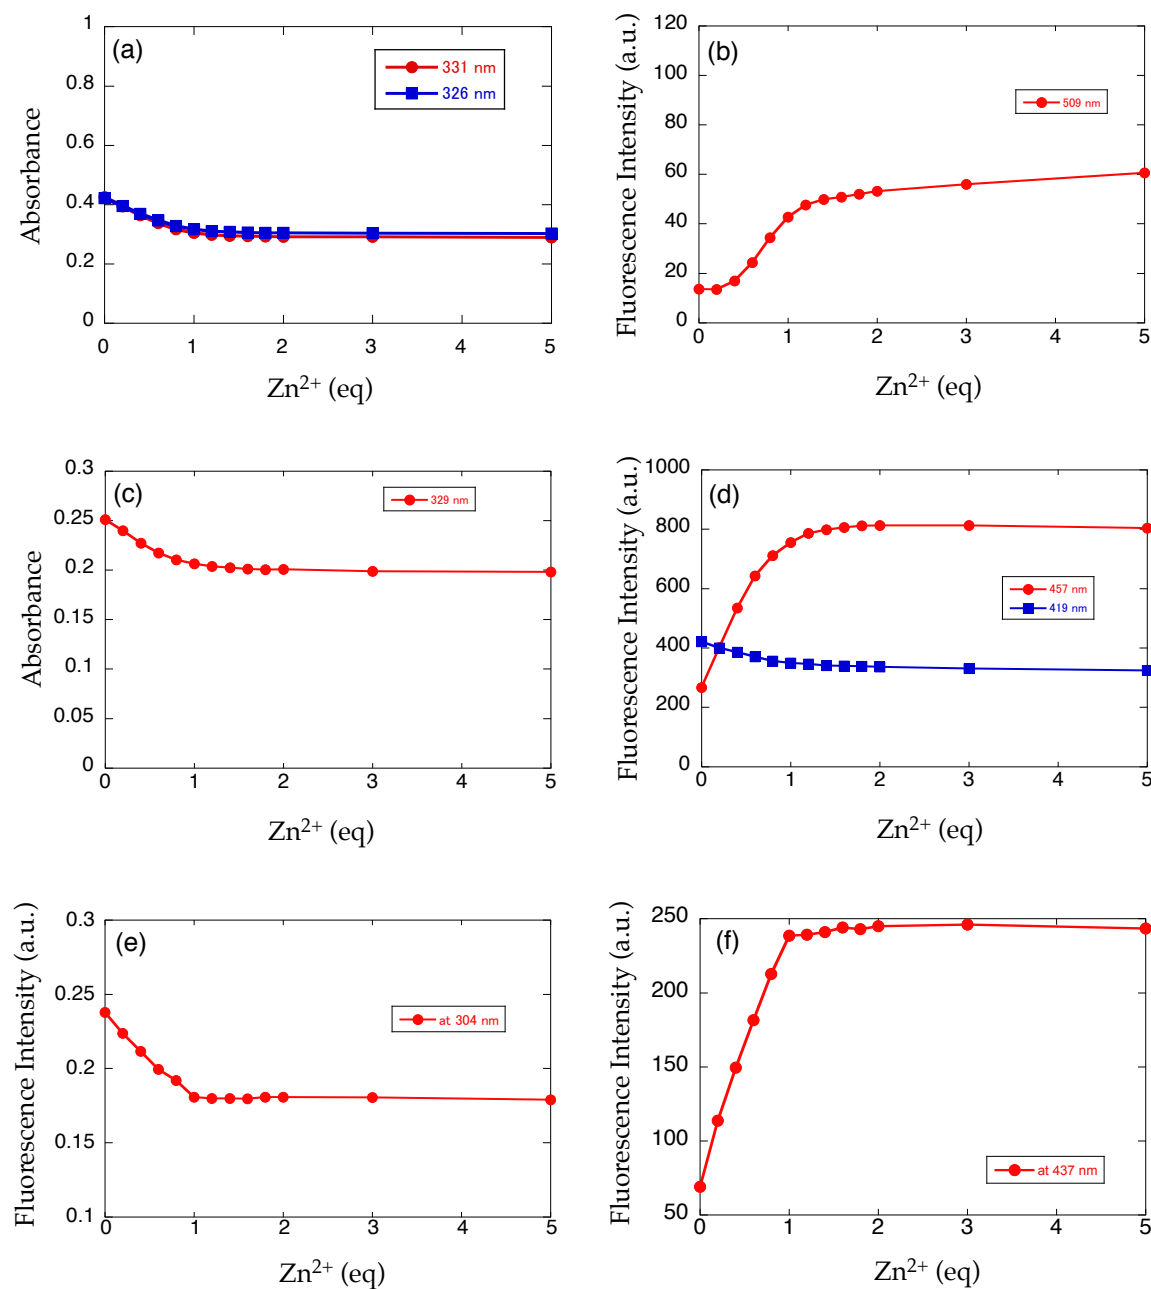 (a)
Absorbance
1
0.8
0.6
0.4
0.2
0
331 nm
326 nm
0 1 2 3 4 5
Zn2+ (eq)
(b)
Fluorescence Intensity (a.u.)
120
100
80
60
40
20
0
509 nm
0 1 2 3 4 5
Zn2+ (eq)
(c)
Absorbance
0.3
0.25
0.2
0.15
0.1
0.05
0
329 nm
0 1 2 3 4 5
Zn2+ (eq)
(d)
Fluorescence Intensity (a.u.)
1000
800
600
400
200
0
457 nm
419 nm
0 1 2 3 4 5
Zn2+ (eq)
(e)
Fluorescence Intensity (a.u.)
0.3
0.25
0.2
0.15
0.1
at 304 nm
0 1 2 3 4 5
Zn2+ (eq)
(f)
Fluorescence Intensity (a.u.)
250
200
150
100
50
at 437 nm
0 1 2 3 4 5
Zn2+ (eq)